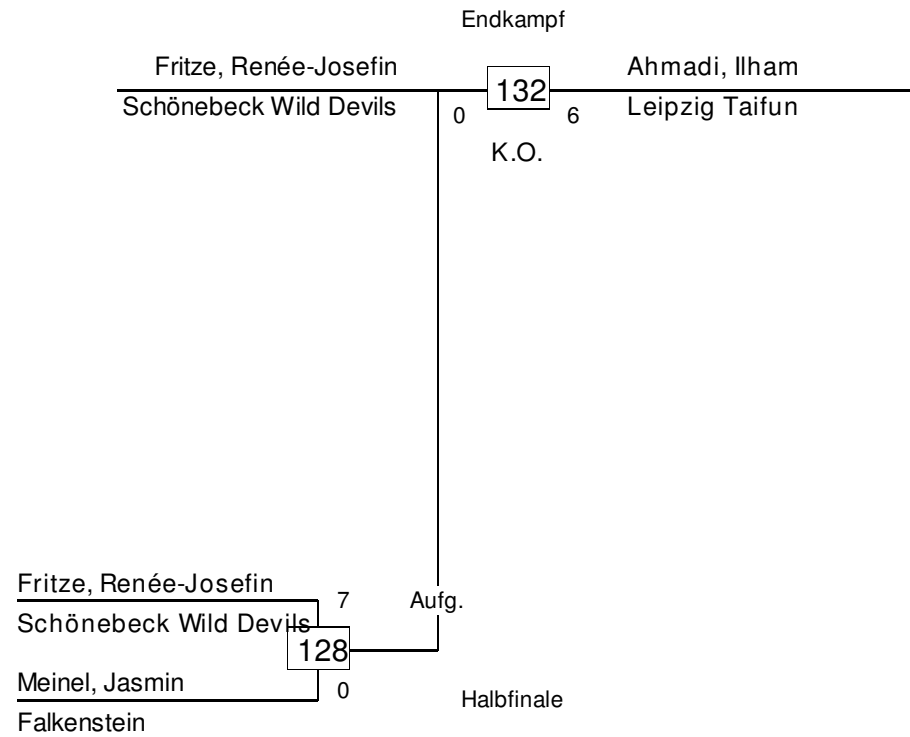 Endkampf
Fritze, Renée-Josefin
132
Ahmadi, Ilham
Schönebeck Wild Devils
0
6
Leipzig Taifun
K.O.
Fritze, Renée-Josefin
7
Aufg.
Schönebeck Wild Devils
128
Meinel, Jasmin
0
Halbfinale
Falkenstein